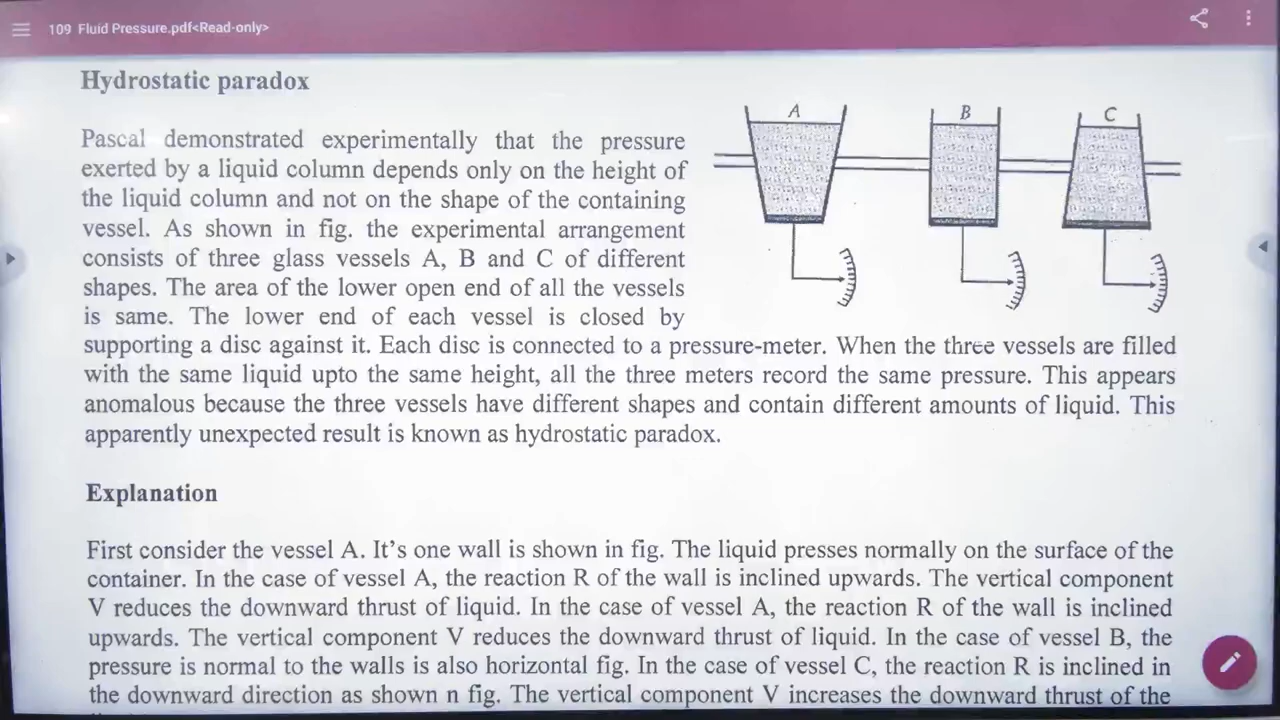 109 Fluid Pressure.pdf<Read-only>
Hydrostatic paradox
Pascal demonstrated experimentally that the pressure
exerted by a liquid column depends only on the height of
the liquid column and not on the shape of the containing
vessel. As shown in fig. the experimental arrangement
consists of three glass vessels A, B and C of different
shapes. The area of the lower open end of all the vessels
is same. The lower end of each vessel is closed by
A B C
supporting a disc against it. Each disc is connected to a pressure-meter. When the three vessels are filled
with the same liquid upto the same height, all the three meters record the same pressure. This appears
anomalous because the three vessels have different shapes and contain different amounts of liquid. This
apparently unexpected result is known as hydrostatic paradox.
Explanation
First consider the vessel A. It's one wall is shown in fig. The liquid presses normally on the surface of the
container. In the case of vessel A, the reaction R of the wall is inclined upwards. The vertical component
V reduces the downward thrust of liquid. In the case of vessel A, the reaction R of the wall is inclined
upwards. The vertical component V reduces the downward thrust of liquid. In the case of vessel B, the
pressure is normal to the walls is also horizontal fig. In the case of vessel C, the reaction R is inclined in
the downward direction as shown n fig. The vertical component V increases the downward thrust of the